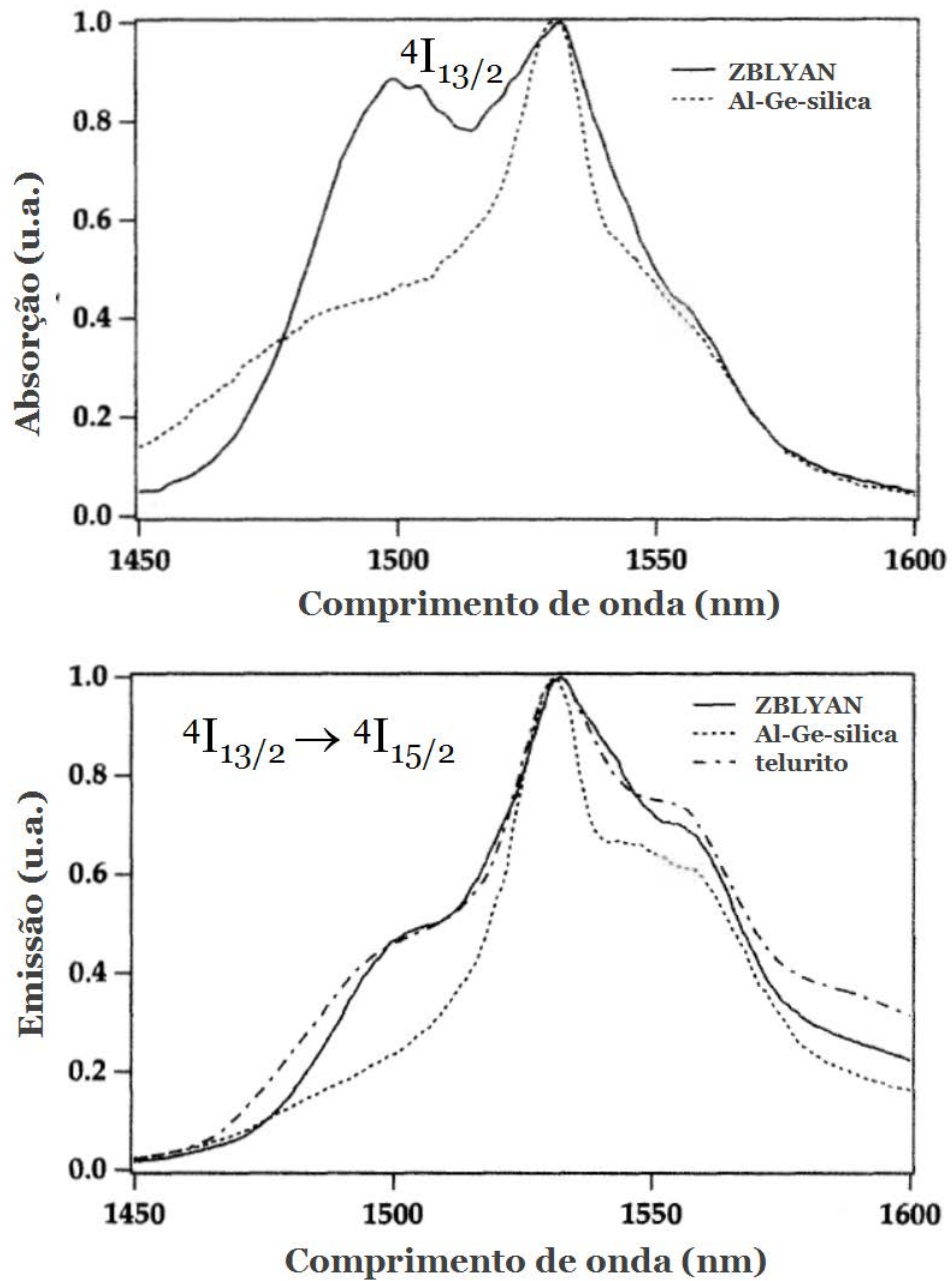 1.0
⁴I₁₃/₂
ZBLYAN
Al-Ge-silica
0.8
0.6
0.4
0.2
0.0
Absorção (u.a.)
1450 1500 1550 1600
Comprimento de onda (nm)
1.0
⁴I₁₃/₂ → ⁴I₁₅/₂
ZBLYAN
Al-Ge-silica
telurito
0.8
0.6
0.4
0.2
0.0
Emissão (u.a.)
1450 1500 1550 1600
Comprimento de onda (nm)